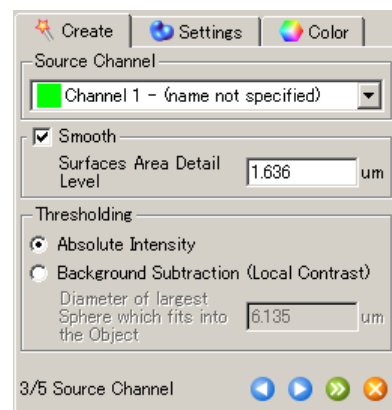 Create Settings Color
Source Channel
Channel 1 - (name not specified)
Smooth
Surfaces Area Detail
Level
1.636 um
Thresholding
Absolute Intensity
Background Subtraction (Local Contrast)
Diameter of largest
Sphere which fits into
the Object
6.135 um
3/5 Source Channel